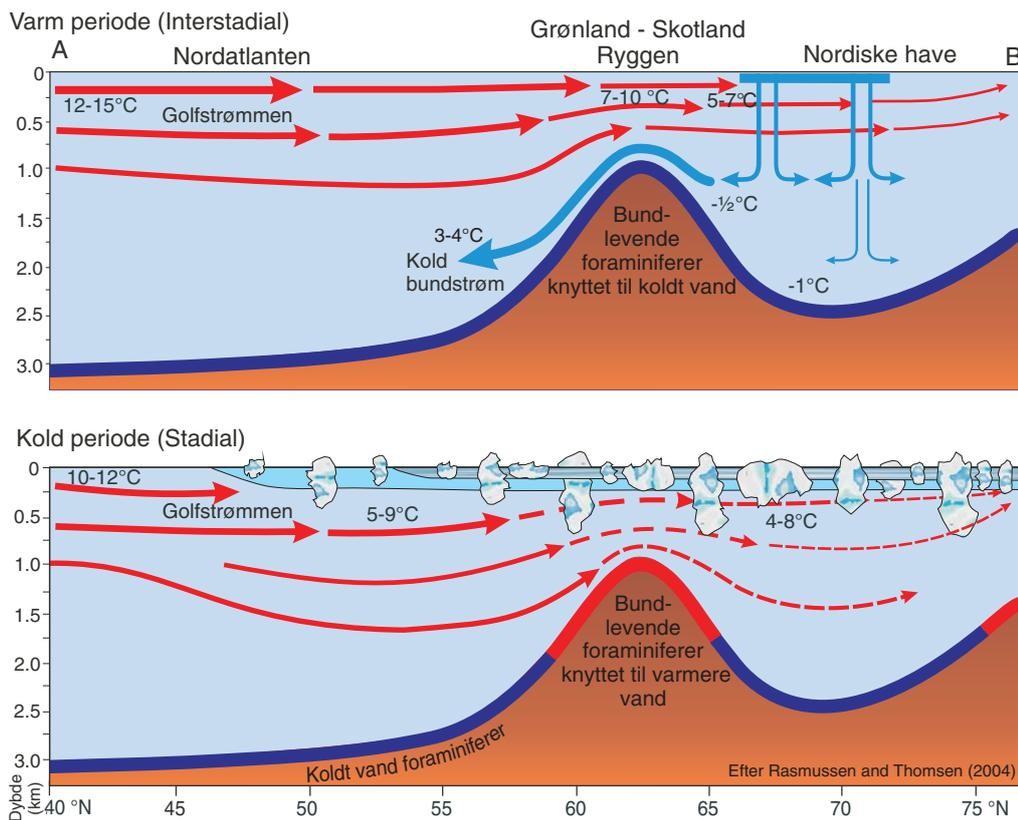 Varm periode (Interstadial)
A
Nordatlanten
Grønland - Skotland
Ryggen
Nordiske have
B
0
0.5
1.0
1.5
2.0
2.5
3.0
12-15°C
Golfstrømmen
7-10 °C
5-7°C
-½°C
3-4°C
Kold
bundstrøm
Bund-
levende
foraminiferer
knyttet til koldt vand
-1°C
Kold periode (Stadial)
0
0.5
1.0
1.5
2.0
2.5
3.0
Dybde
(km)
10-12°C
Golfstrømmen
5-9°C
4-8°C
Bund-
levende
foraminiferer
knyttet til varmere
vand
Koldt vand foraminiferer
Efter Rasmussen and Thomsen (2004)
40 °N
45
50
55
60
65
70
75 °N